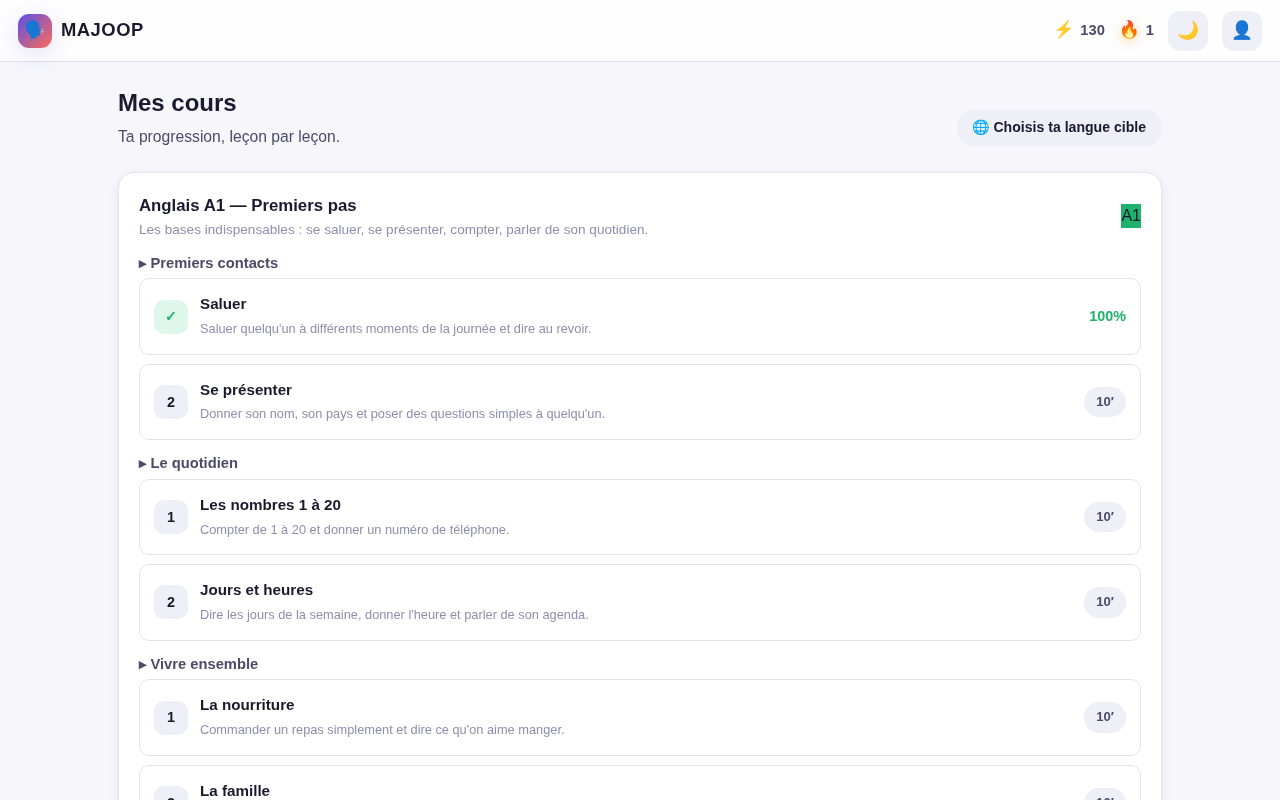 MAJOOP
130
1
Mes cours
Ta progression, leçon par leçon.
Choisis ta langue cible
Anglais A1 — Premiers pas
Les bases indispensables : se saluer, se présenter, compter, parler de son quotidien.
A1
▸ Premiers contacts
✓
Saluer
Saluer quelqu'un à différents moments de la journée et dire au revoir.
100%
2
Se présenter
Donner son nom, son pays et poser des questions simples à quelqu'un.
10′
▸ Le quotidien
1
Les nombres 1 à 20
Compter de 1 à 20 et donner un numéro de téléphone.
10′
2
Jours et heures
Dire les jours de la semaine, donner l'heure et parler de son agenda.
10′
▸ Vivre ensemble
1
La nourriture
Commander un repas simplement et dire ce qu'on aime manger.
10′
La famille